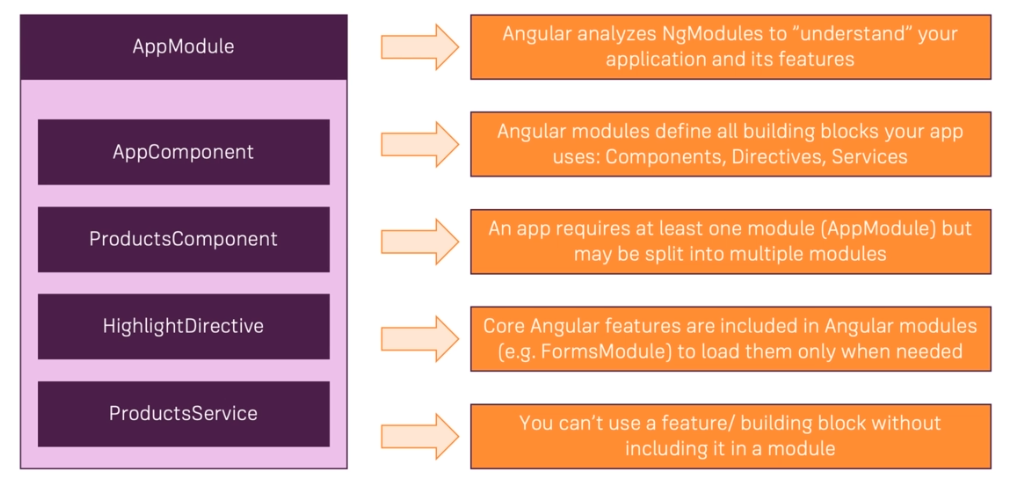 AppModule
AppComponent
ProductsComponent
HighlightDirective
ProductsService
Angular analyzes NgModules to “understand” your
application and its features
Angular modules define all building blocks your app
uses: Components, Directives, Services
An app requires at least one module (AppModule) but
may be split into multiple modules
Core Angular features are included in Angular modules
(e.g. FormsModule) to load them only when needed
You can’t use a feature/ building block without
including it in a module